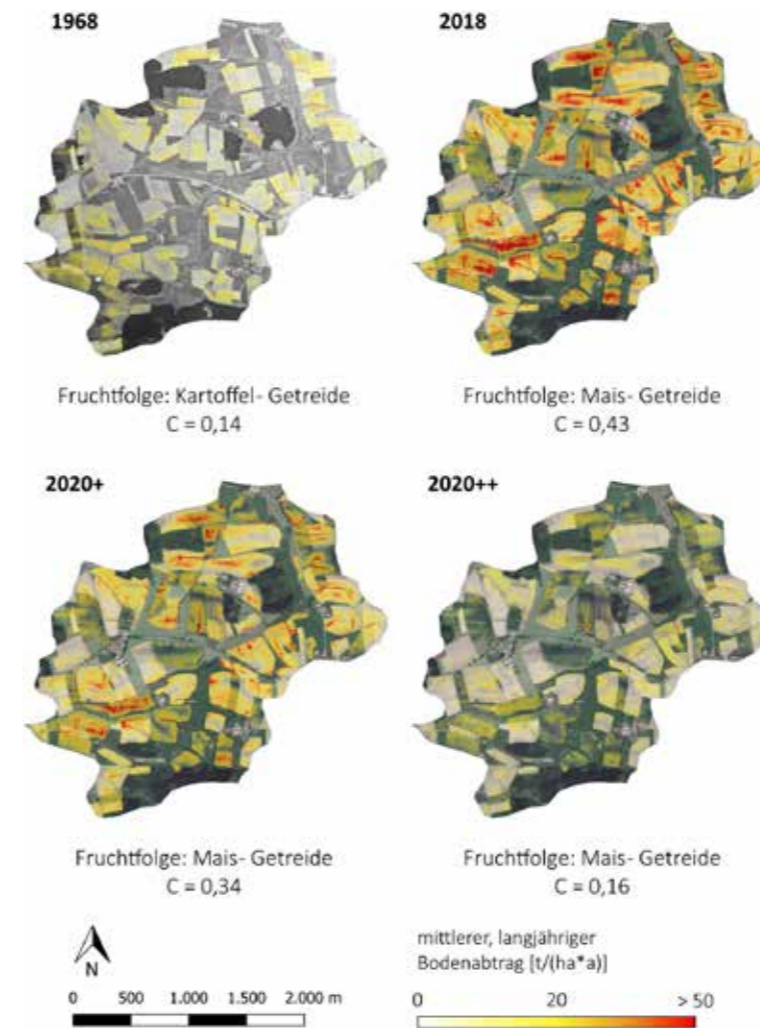 1968
2018
Fruchtfolge: Kartoffel- Getreide
C = 0,14
Fruchtfolge: Mais- Getreide
C = 0,43
2020+
2020++
Fruchtfolge: Mais- Getreide
C = 0,34
Fruchtfolge: Mais- Getreide
C = 0,16
N
0 500 1.000 1.500 2.000 m
mittlerer, langjähriger
Bodenabtrag [t/(ha*a)]
0 20 > 50